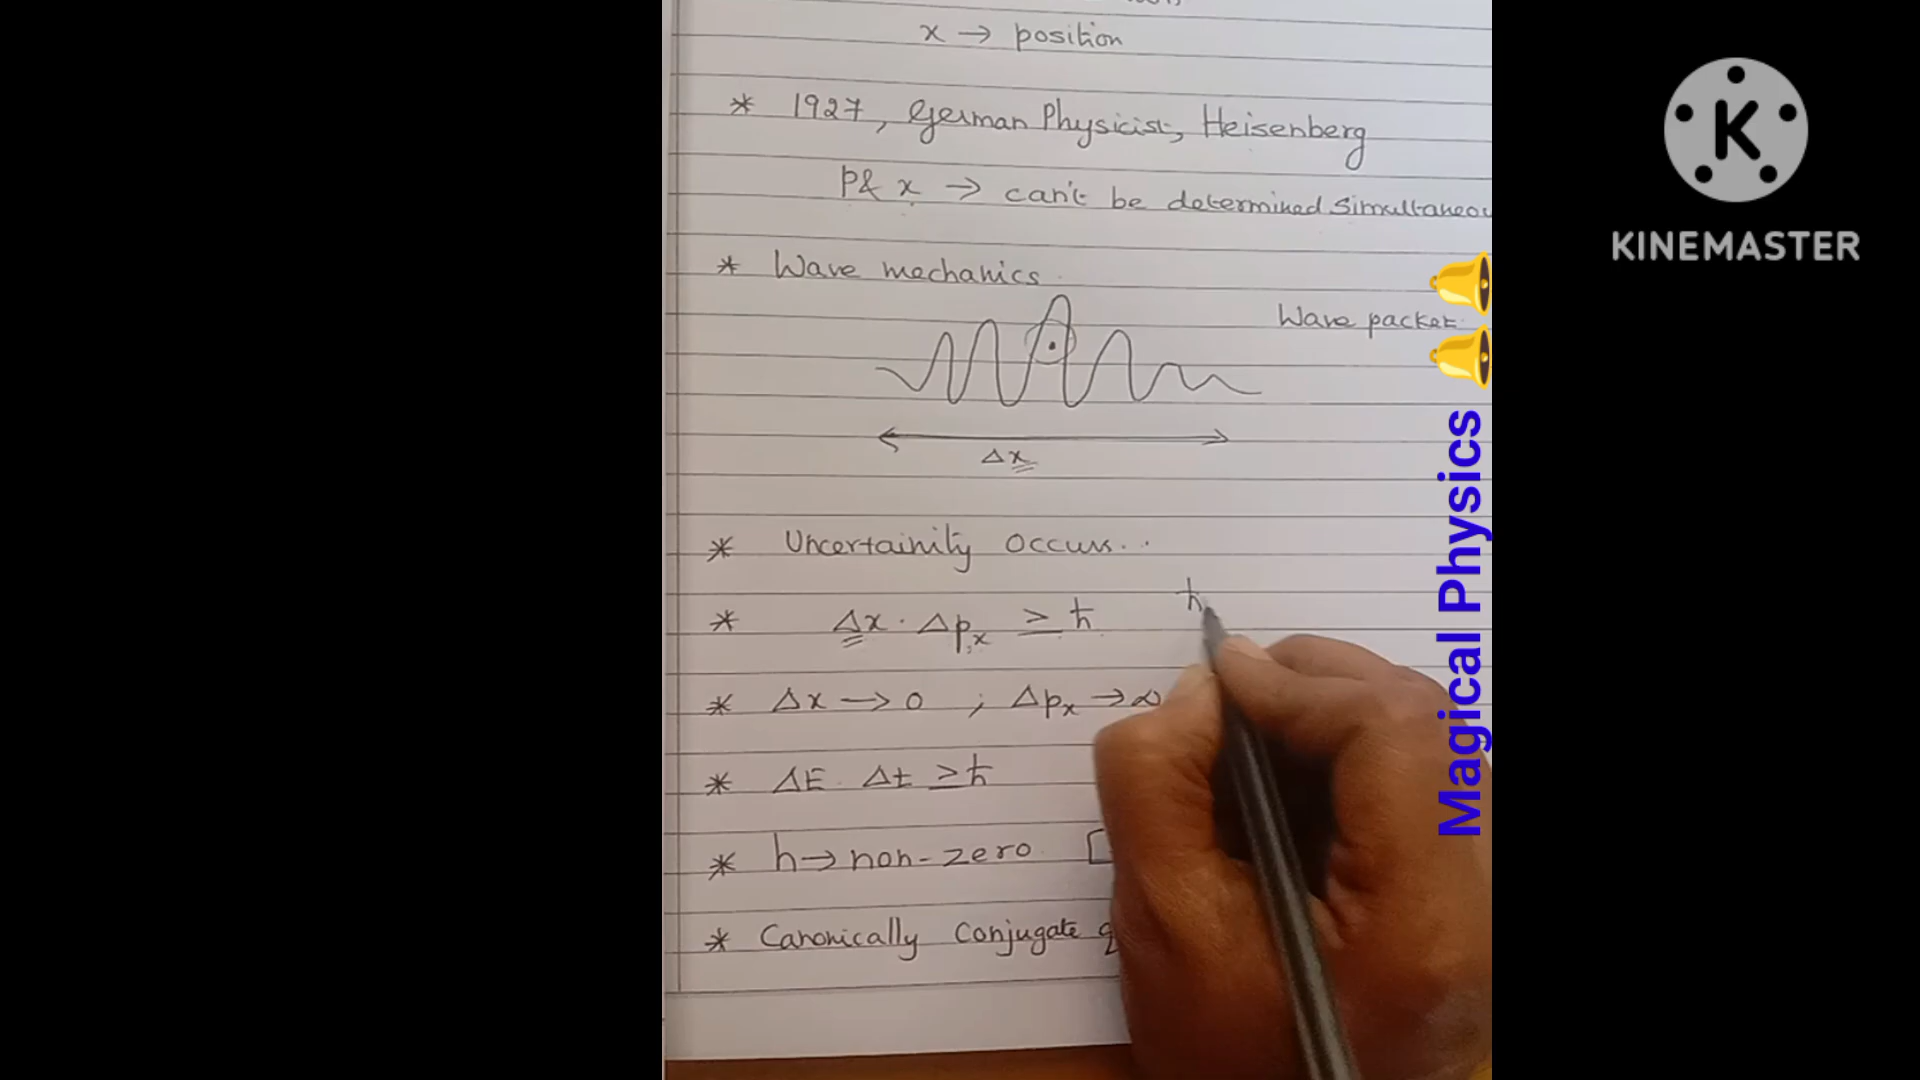 x → position
* 1927, German Physicist, Heisenberg
p & x → can't be determined Simultaneou
* Wave mechanics
Wave packet
Δx
* Uncertainity occurs...
ħ
* Δx · Δpx ≥ ħ
* Δx → 0 ; Δpx → ∞
* ΔE · Δt ≥ ħ
* h → non-zero
* Canonically Conjugate q
Magical Physics
K
KINEMASTER